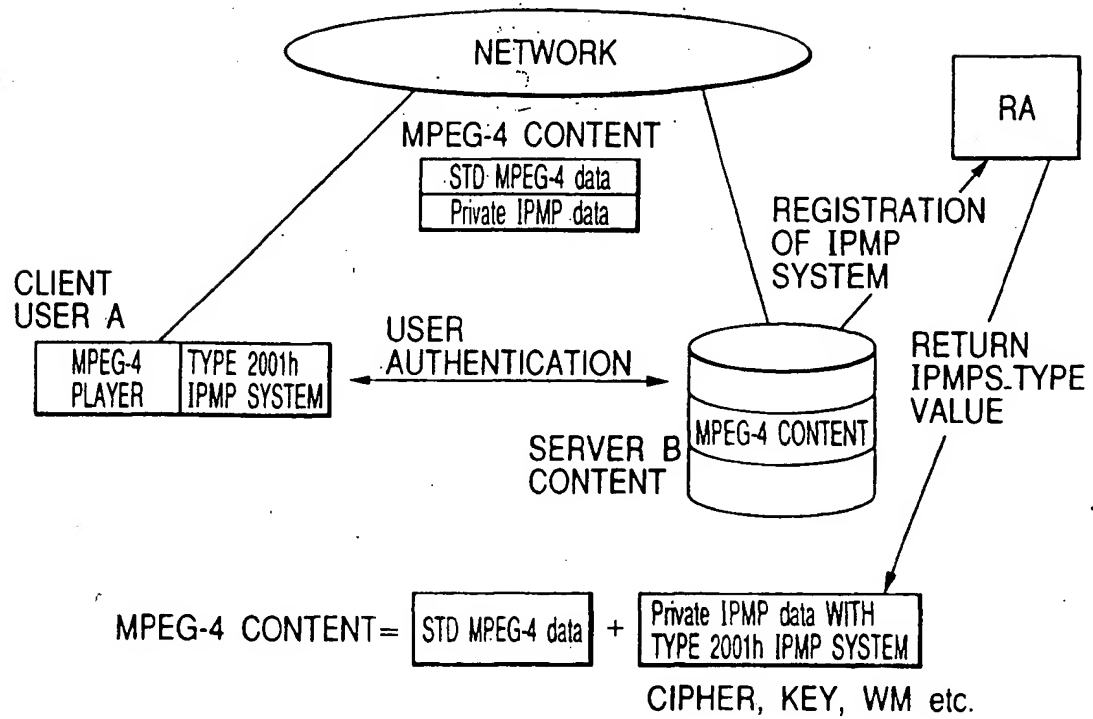 NETWORK
RA
MPEG-4 CONTENT
STD MPEG-4 data
Private IPMP data
REGISTRATION
OF IPMP
SYSTEM
CLIENT
USER A
MPEG-4
PLAYER
TYPE 2001h
IPMP SYSTEM
USER
AUTHENTICATION
RETURN
IPMPS-TYPE
VALUE
MPEG-4 CONTENT
SERVER B
CONTENT
MPEG-4 CONTENT= STD MPEG-4 data + Private IPMP data WITH
TYPE 2001h IPMP SYSTEM
CIPHER, KEY, WM etc.